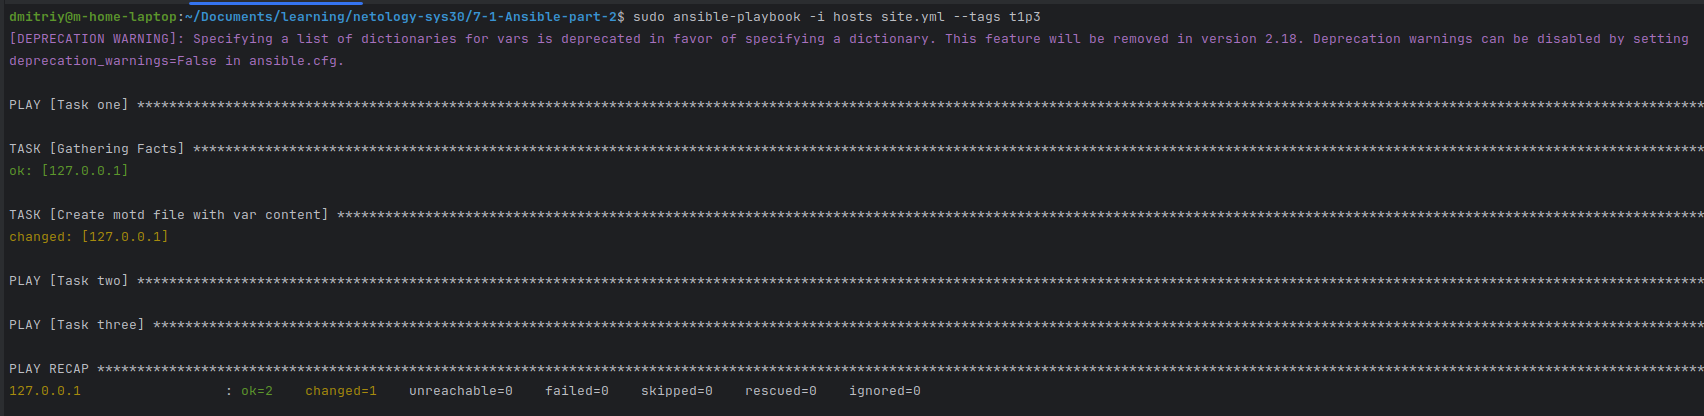 dmitriy@m-home-laptop:~/Documents/learning/netology-sys30/7-1-Ansible-part-2$ sudo ansible-playbook -i hosts site.yml --tags t1p3
[DEPRECATION WARNING]: Specifying a list of dictionaries for vars is deprecated in favor of specifying a dictionary. This feature will be removed in version 2.18. Deprecation warnings can be disabled by setting
deprecation_warnings=False in ansible.cfg.
PLAY [Task one] ****************************************************************************************************************************************************************************************************
TASK [Gathering Facts] *********************************************************************************************************************************************************************************************
ok: [127.0.0.1]
TASK [Create motd file with var content] ***************************************************************************************************************************************************************************
changed: [127.0.0.1]
PLAY [Task two] ****************************************************************************************************************************************************************************************************
PLAY [Task three] **************************************************************************************************************************************************************************************************
PLAY RECAP *********************************************************************************************************************************************************************************************************
127.0.0.1                  : ok=2    changed=1    unreachable=0    failed=0    skipped=0    rescued=0    ignored=0